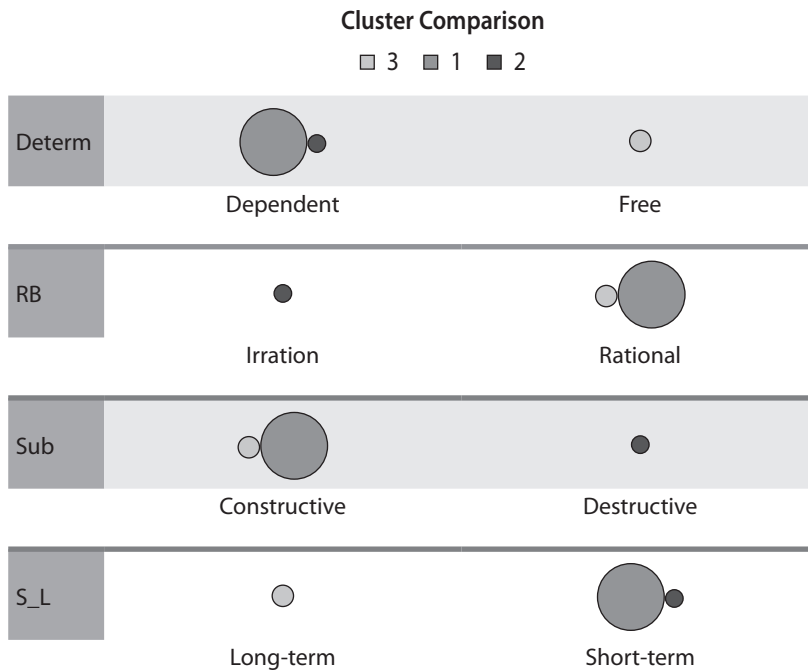 Cluster Comparison
3 1 2
Determ
Dependent Free
RB
Irration Rational
Sub
Constructive Destructive
S_L
Long-term Short-term